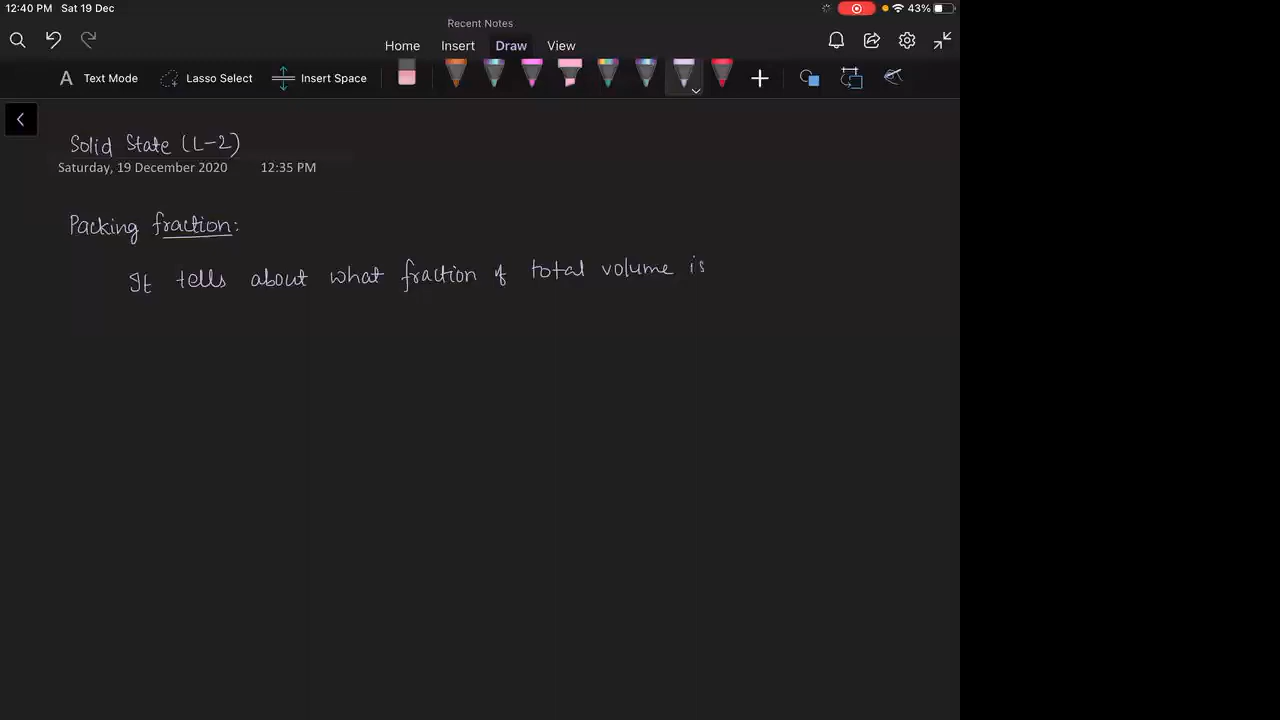 12:40 PM Sat 19 Dec 43%
Recent Notes
Home Insert Draw View
Text Mode Lasso Select Insert Space
Solid State (L-2)
Saturday, 19 December 2020 12:35 PM
Packing fraction:
It tells about what fraction of total volume is